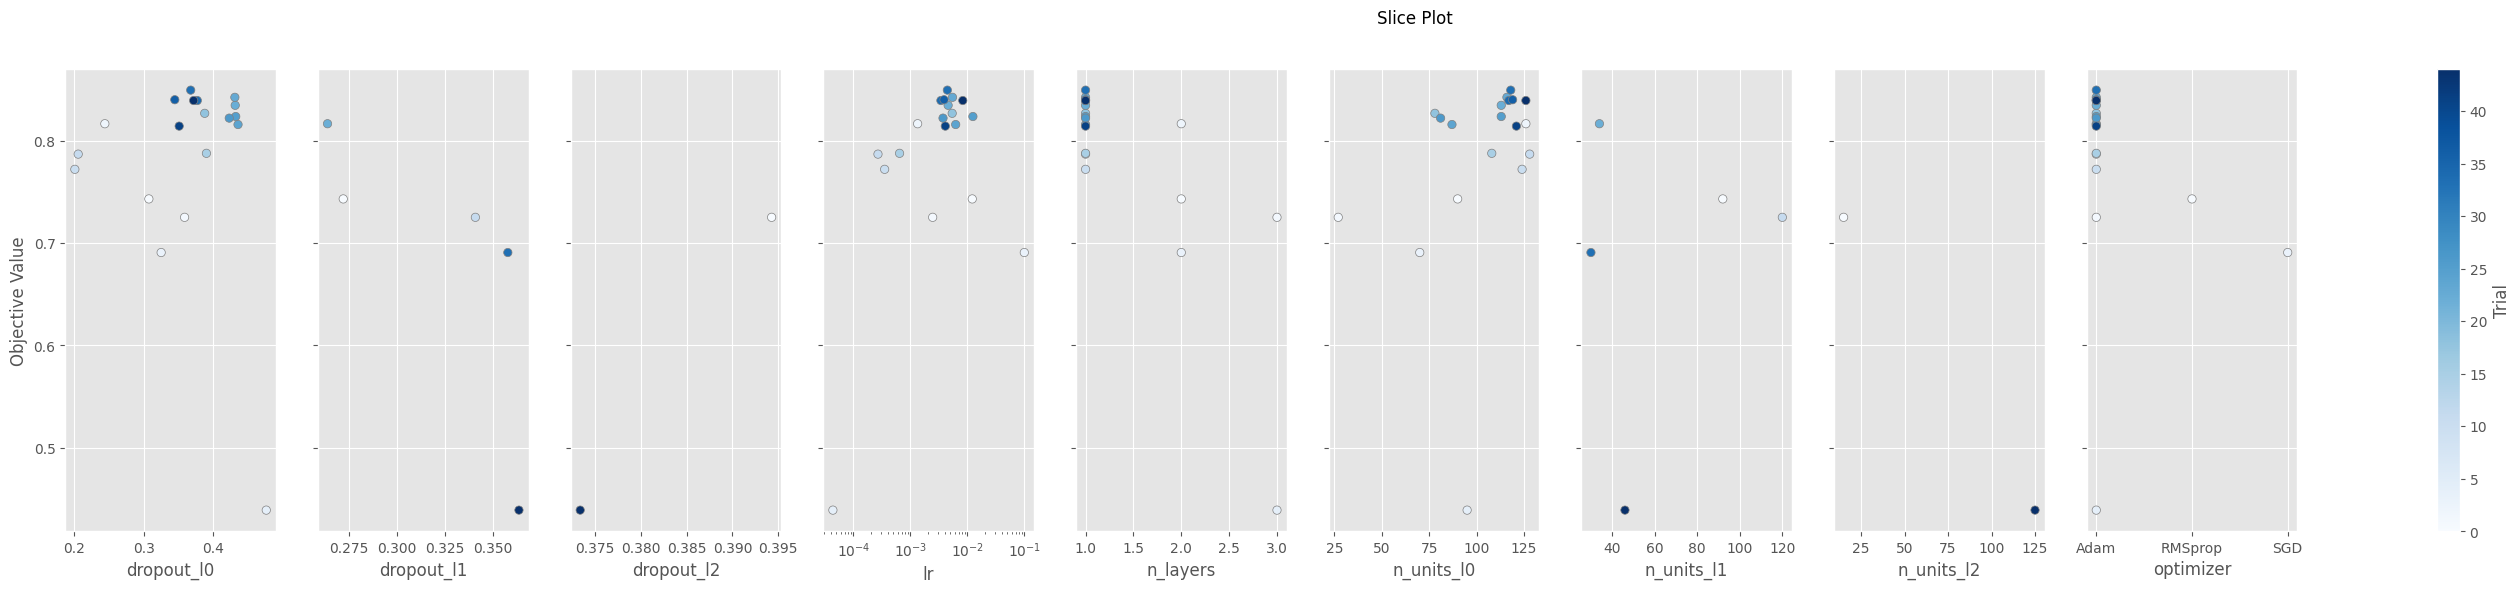 Slice Plot
Objective Value
0.8
0.7
0.6
0.5
0.2 0.3 0.4
dropout_l0
0.275 0.300 0.325 0.350
dropout_l1
0.375 0.380 0.385 0.390 0.395
dropout_l2
10⁻⁴ 10⁻³ 10⁻² 10⁻¹
lr
1.0 1.5 2.0 2.5 3.0
n_layers
25 50 75 100 125
n_units_l0
40 60 80 100 120
n_units_l1
25 50 75 100 125
n_units_l2
Adam RMSprop SGD
optimizer
40
35
30
25
20
15
10
5
0
Trial